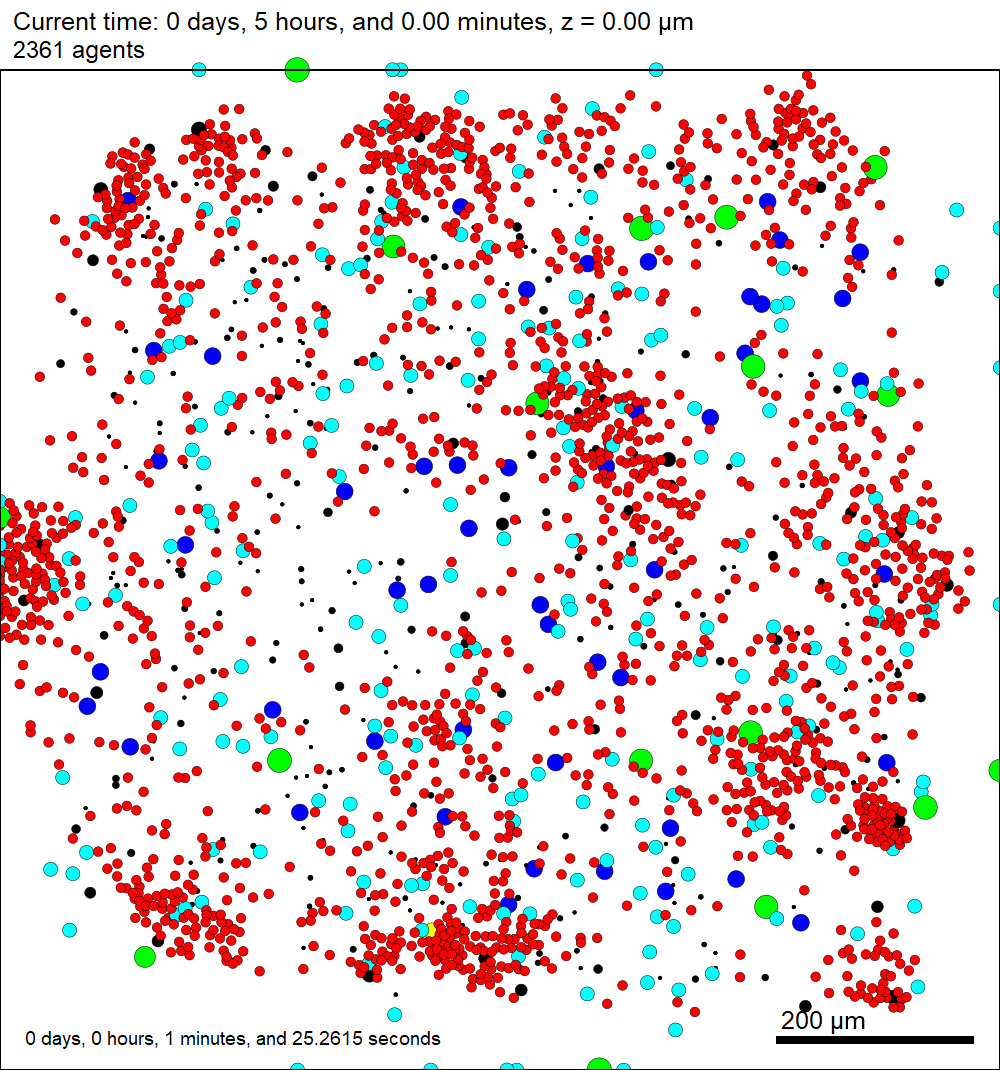 Current time: 0 days, 5 hours, and 0.00 minutes, z = 0.00 μm
2361 agents
200 μm
0 days, 0 hours, 1 minutes, and 25.2615 seconds